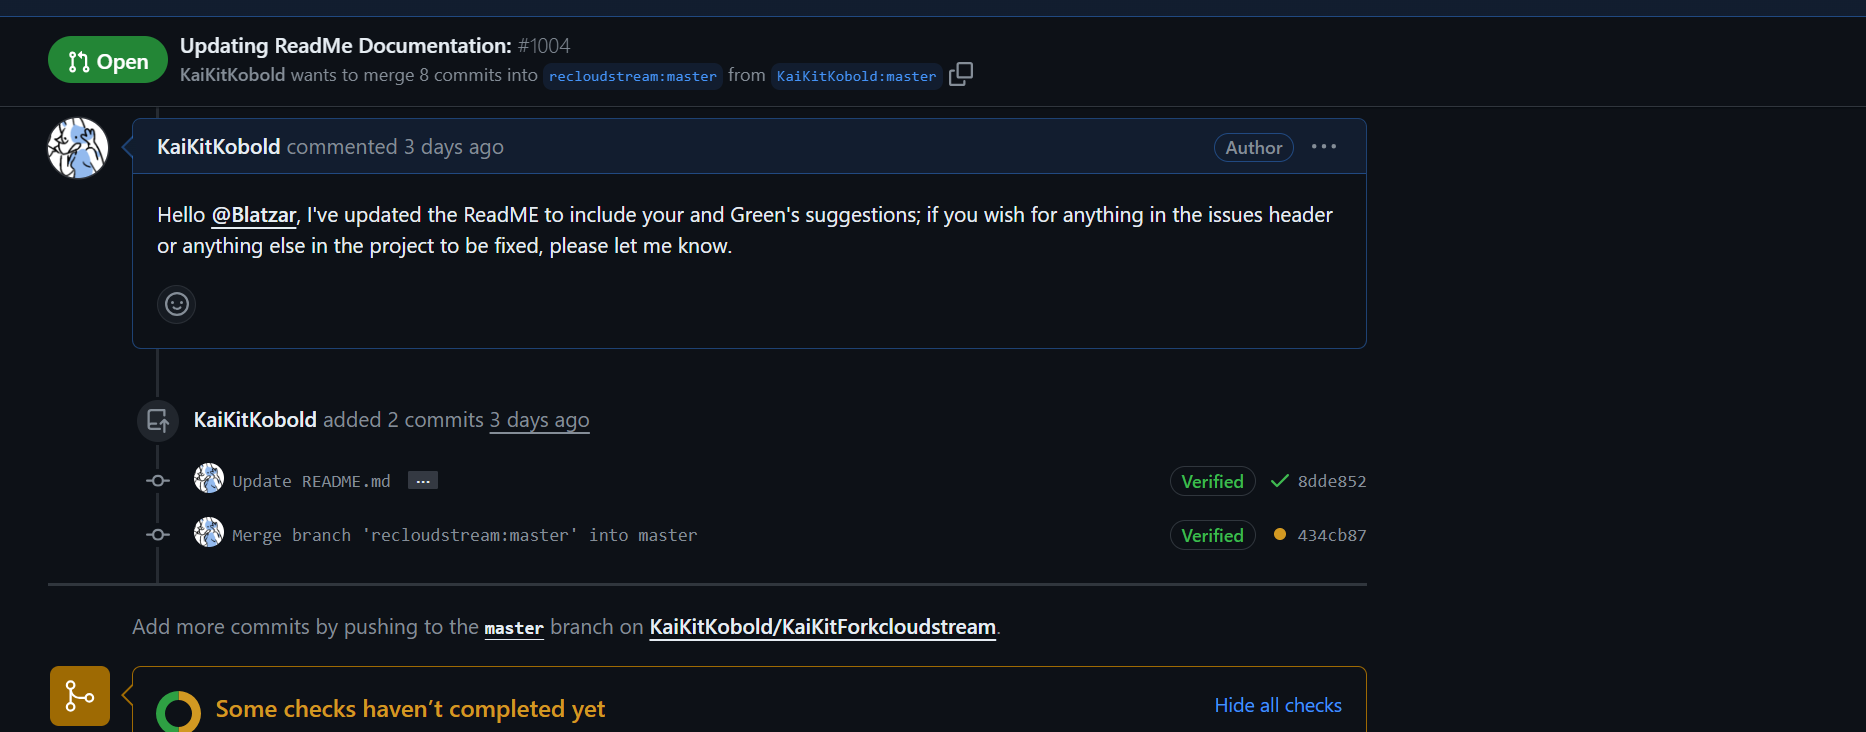 Open
Updating ReadMe Documentation: #1004
KaiKitKobold wants to merge 8 commits into recloudstream:master from KaiKitKobold:master
KaiKitKobold commented 3 days ago
Author
Hello @Blatzar, I've updated the ReadME to include your and Green's suggestions; if you wish for anything in the issues header
or anything else in the project to be fixed, please let me know.
KaiKitKobold added 2 commits 3 days ago
Update README.md ...
Verified 8dde852
Merge branch 'recloudstream:master' into master
Verified 434cb87
Add more commits by pushing to the master branch on KaiKitKobold/KaiKitForkcloudstream.
Some checks haven’t completed yet
Hide all checks